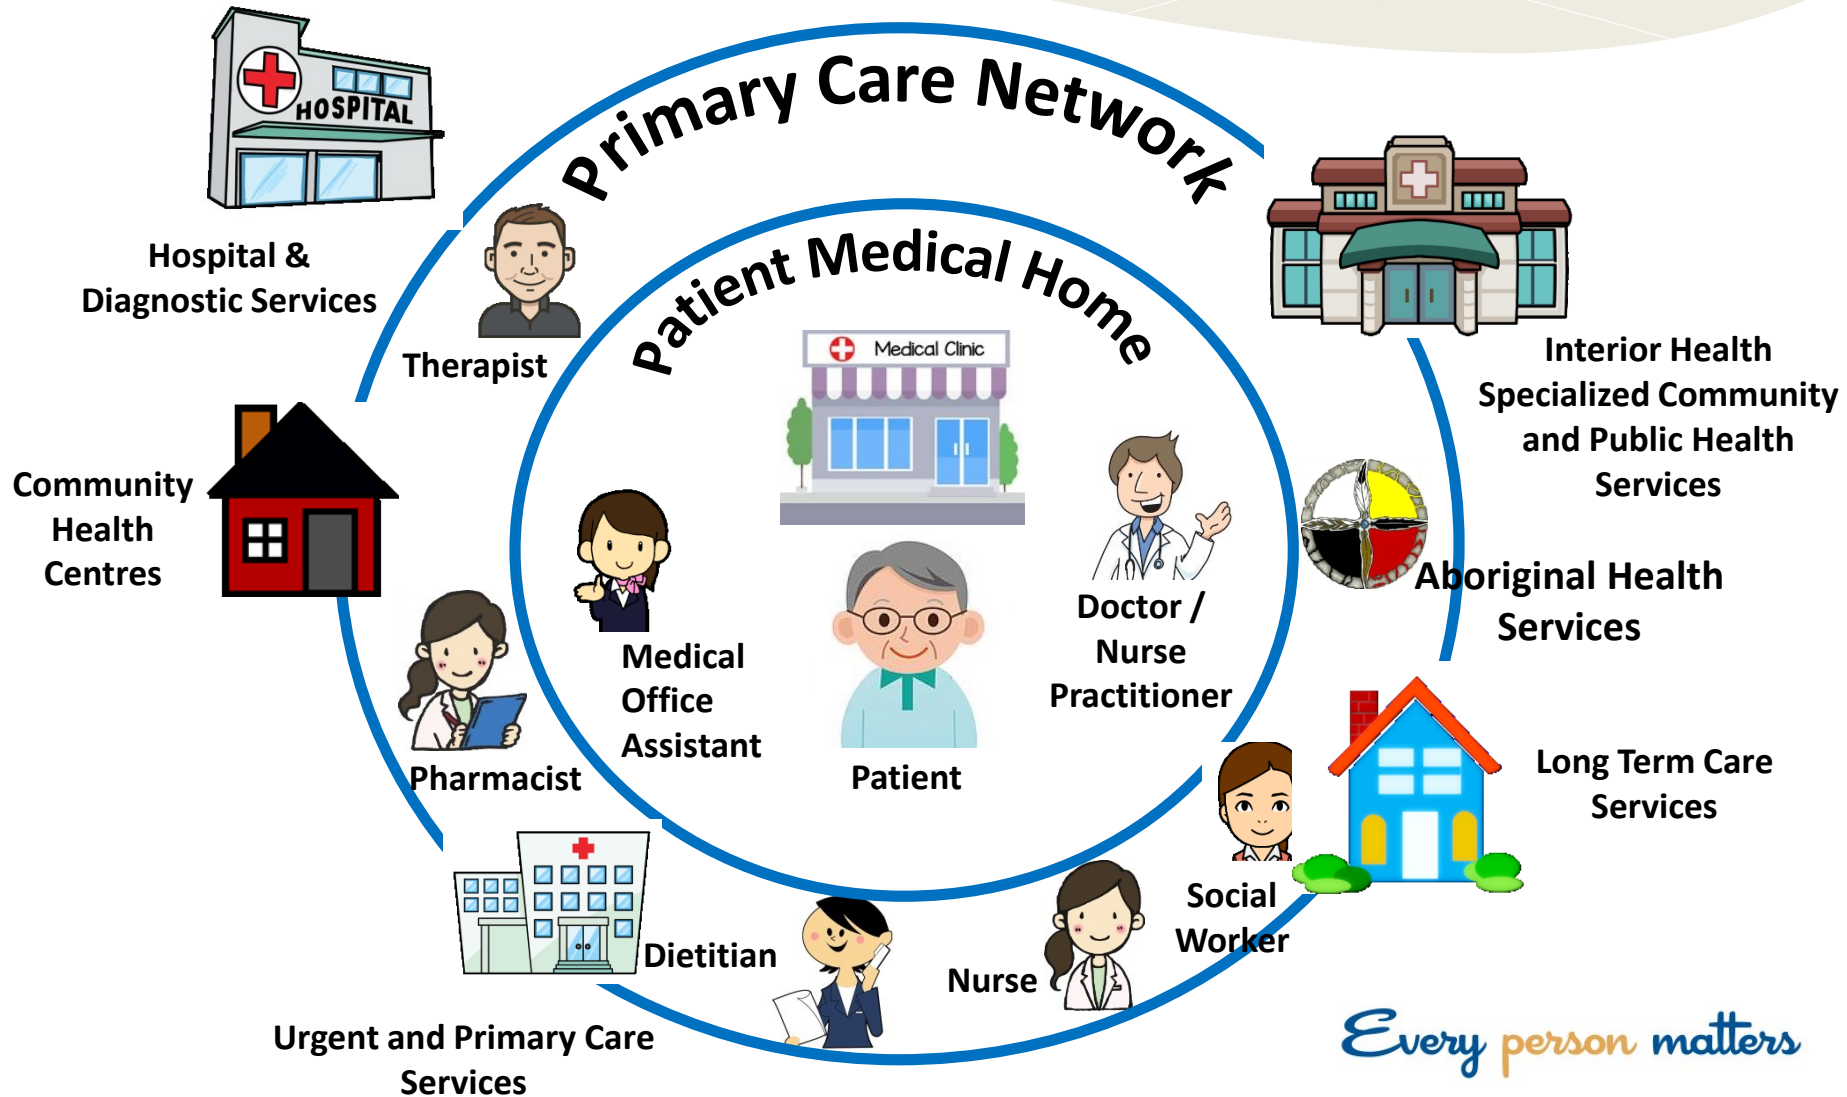 Primary Care Network
HOSPITAL
Hospital &
Diagnostic Services
Therapist
Patient Medical Home
Medical Clinic
Interior Health
Specialized Community
and Public Health
Services
Community
Health
Centres
Aboriginal Health
Services
Medical
Office
Assistant
Doctor /
Nurse
Practitioner
Pharmacist
Patient
Long Term Care
Services
Social
Worker
Dietitian
Nurse
Urgent and Primary Care
Services
Every person matters